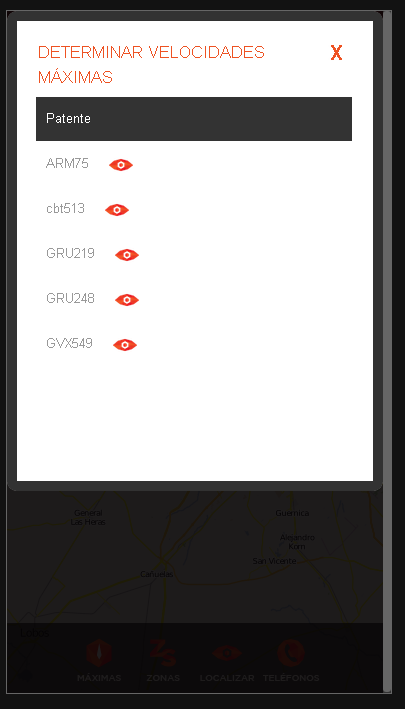 DETERMINAR VELOCIDADES
MÁXIMAS
X
Patente
ARM75
cbt513
GRU219
GRU248
GVX549
General
Las Heras
Guernica
Alejandro
Korn
San Vicente
Cañuelas
MÁXIMAS
ZONAS
LOCALIZAR
TELÉFONOS